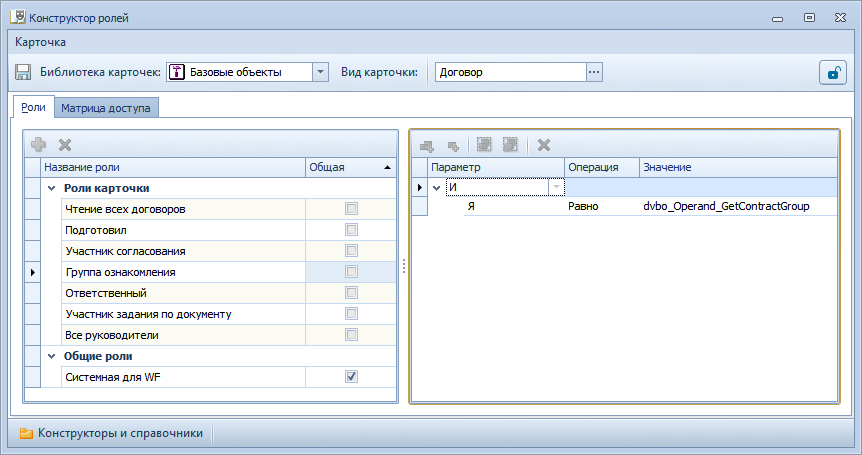 Конструктор ролей
Карточка
Библиотека карточек: Базовые объекты Вид карточки: Договор
Роли Матрица доступа
Название роли Общая
Роли карточки
Чтение всех договоров
Подготовил
Участник согласования
Группа ознакомления
Ответственный
Участник задания по документу
Все руководители
Общие роли
Системная для WF
Параметр Операция Значение
И
Я Равно dvbo_Operand_GetContractGroup
Конструкторы и справочники